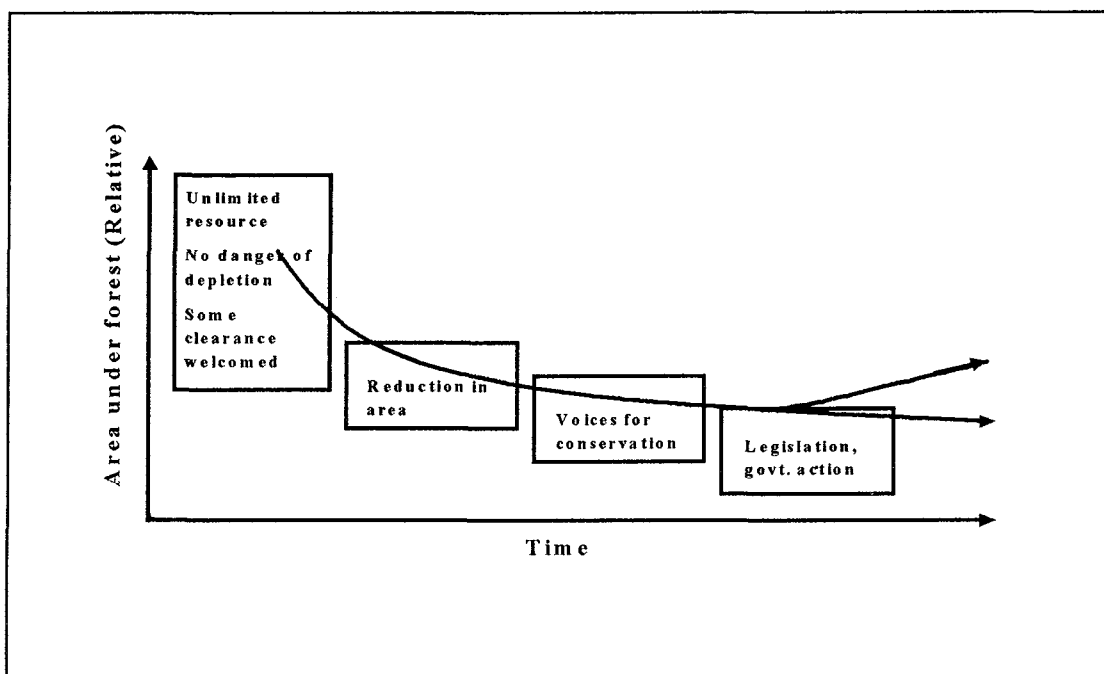 Area under forest (Relative)
Unlimited
resource
No danger of
depletion
Some
clearance
welcomed
Reduction in
area
Voices for
conservation
Legislation,
govt. action
Time